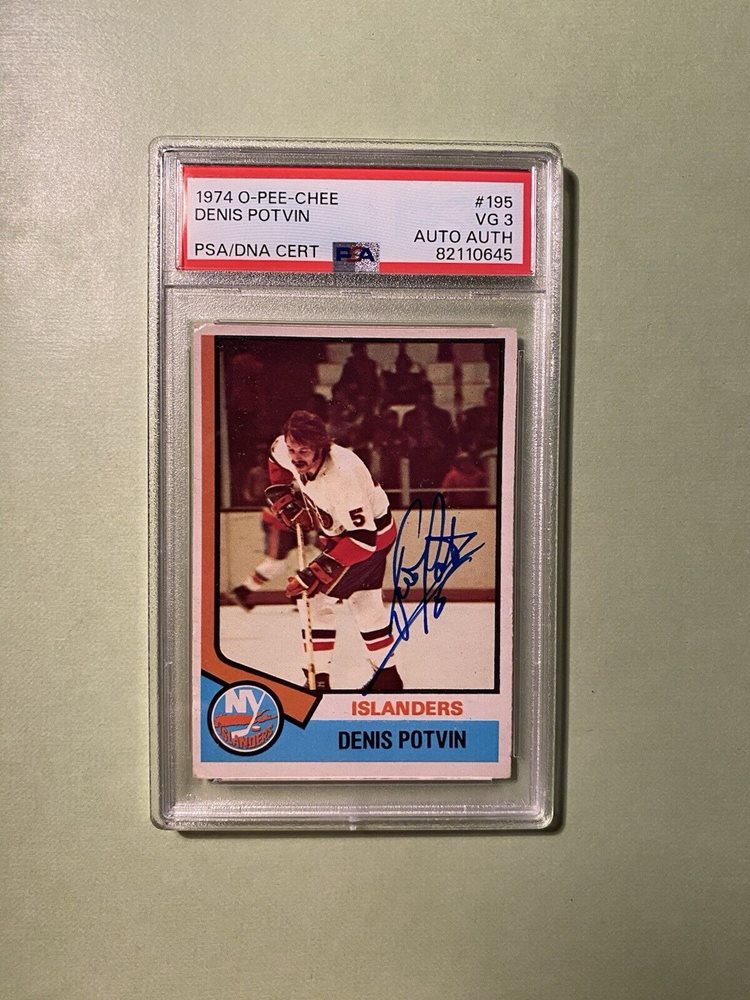 1974 O-PEE-CHEE #195
DENIS POTVIN VG 3
AUTO AUTH
PSA/DNA CERT PSA 82110645
5
NY
ISLANDERS
ISLANDERS
DENIS POTVIN